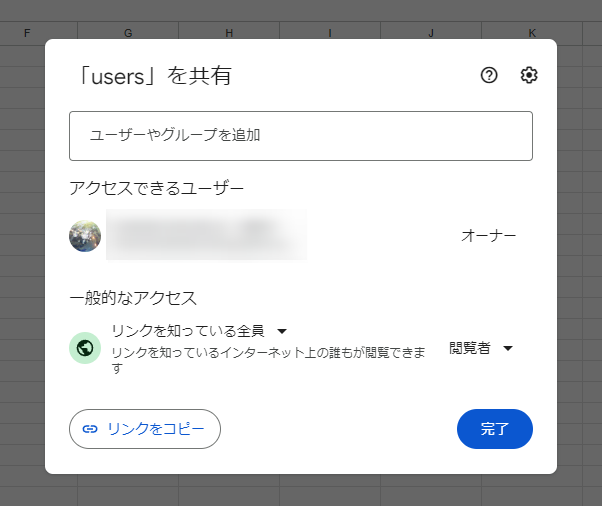 F G H I J K
「users」を共有
ユーザーやグループを追加
アクセスできるユーザー
オーナー
一般的なアクセス
リンクを知っている全員
リンクを知っているインターネット上の誰もが閲覧できま
す
閲覧者
リンクをコピー
完了